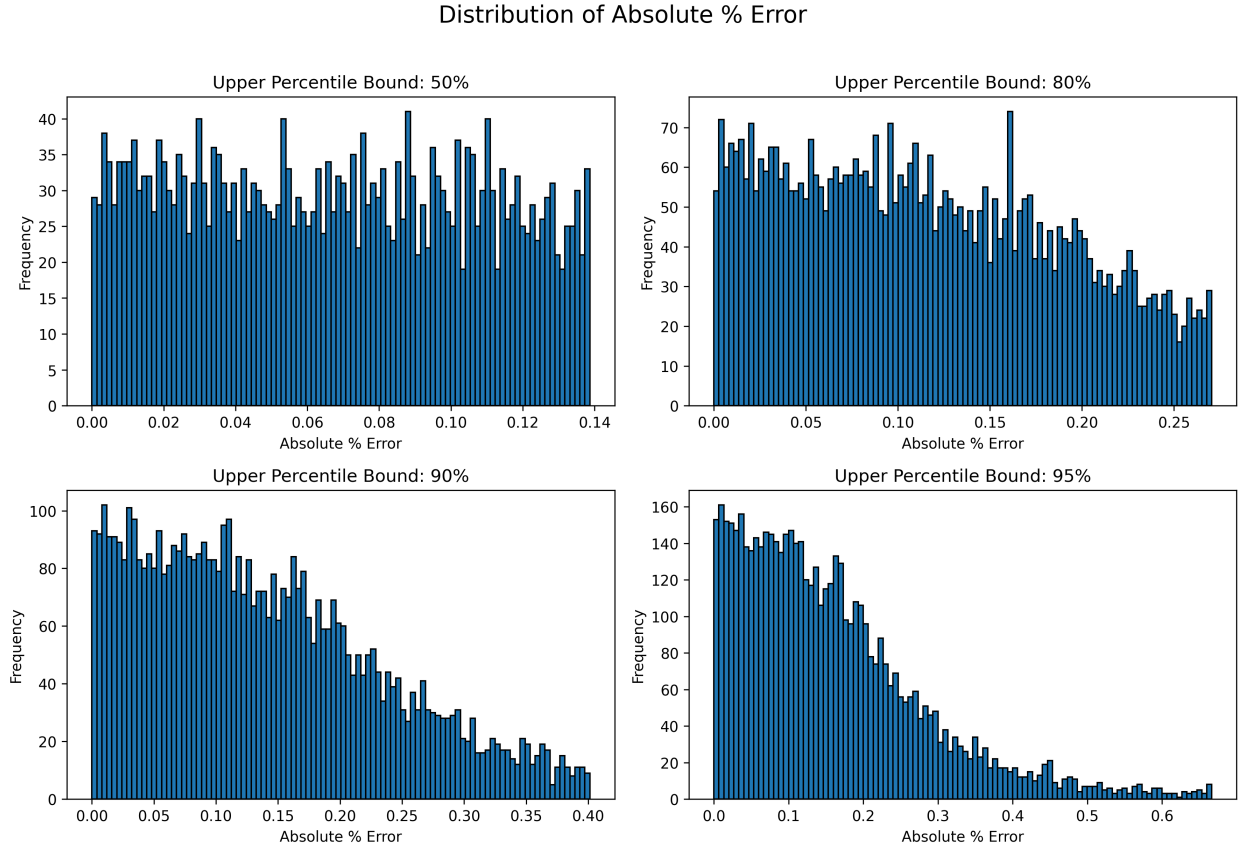 Distribution of Absolute % Error
Upper Percentile Bound: 50%
Frequency
40
35
30
25
20
15
10
5
0
0.00 0.02 0.04 0.06 0.08 0.10 0.12 0.14
Absolute % Error
Upper Percentile Bound: 80%
Frequency
70
60
50
40
30
20
10
0
0.00 0.05 0.10 0.15 0.20 0.25
Absolute % Error
Upper Percentile Bound: 90%
Frequency
100
80
60
40
20
0
0.00 0.05 0.10 0.15 0.20 0.25 0.30 0.35 0.40
Absolute % Error
Upper Percentile Bound: 95%
Frequency
160
140
120
100
80
60
40
20
0
0.0 0.1 0.2 0.3 0.4 0.5 0.6
Absolute % Error